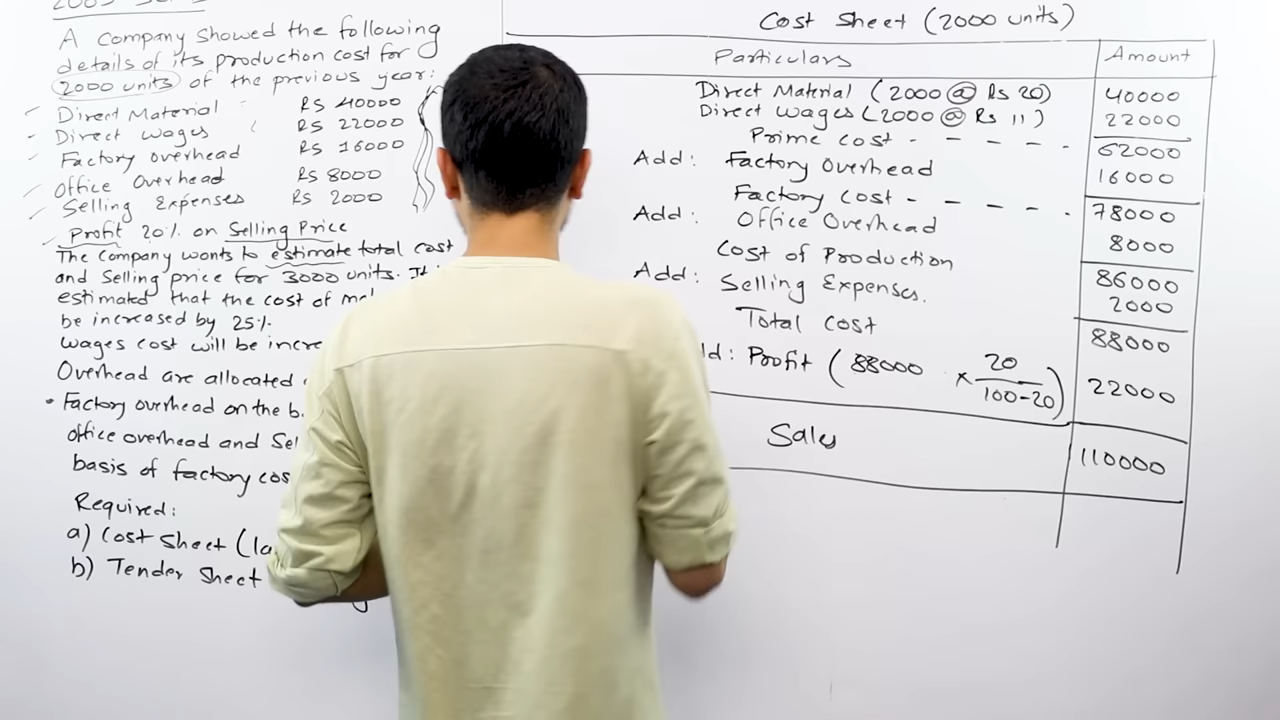 A company showed the following
details of its production cost for
2000 units of the previous year:
Direct Material Rs 40000
Direct wages Rs 22000
Factory overhead Rs 16000
Office Overhead Rs 8000
Selling Expenses Rs 2000
Profit 20% on Selling Price
The company wants to estimate total cost
and Selling price for 3000 units. It
estimated that the cost of
be increased by 25%.
wages cost will be
Overhead are allocated
• Factory overhead on the
office overhead and
basis of factory
Required:
a) Cost Sheet
b) Tender Sheet
Cost Sheet (2000 units)
Particulars Amount
Direct Material (2000 @ Rs 20) 40000
Direct Wages (2000 @ Rs 11) 22000
Prime cost - - - - - 62000
Add: Factory Overhead 16000
Factory cost - - - - - 78000
Add: Office Overhead 8000
Cost of Production 86000
Add: Selling Expenses. 2000
Total cost 88000
Profit (88000 × 20/100-20) 22000
Sales 110000